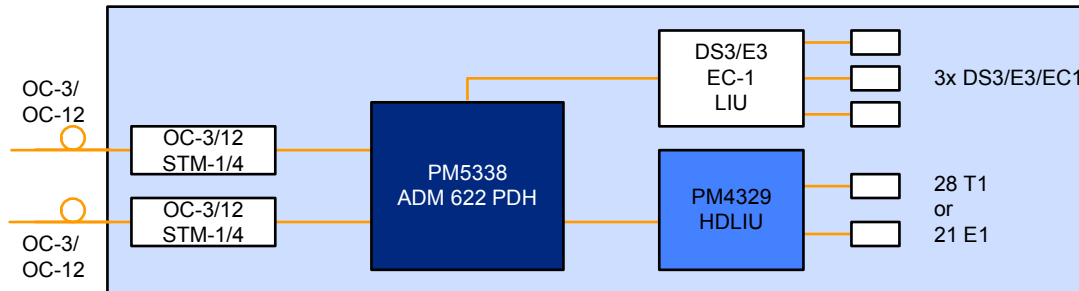 OC-3/
OC-12
OC-3/12
STM-1/4
OC-3/12
STM-1/4
OC-3/
OC-12
PM5338
ADM 622 PDH
DS3/E3
EC-1
LIU
3x DS3/E3/EC1
PM4329
HDLIU
28 T1
or
21 E1